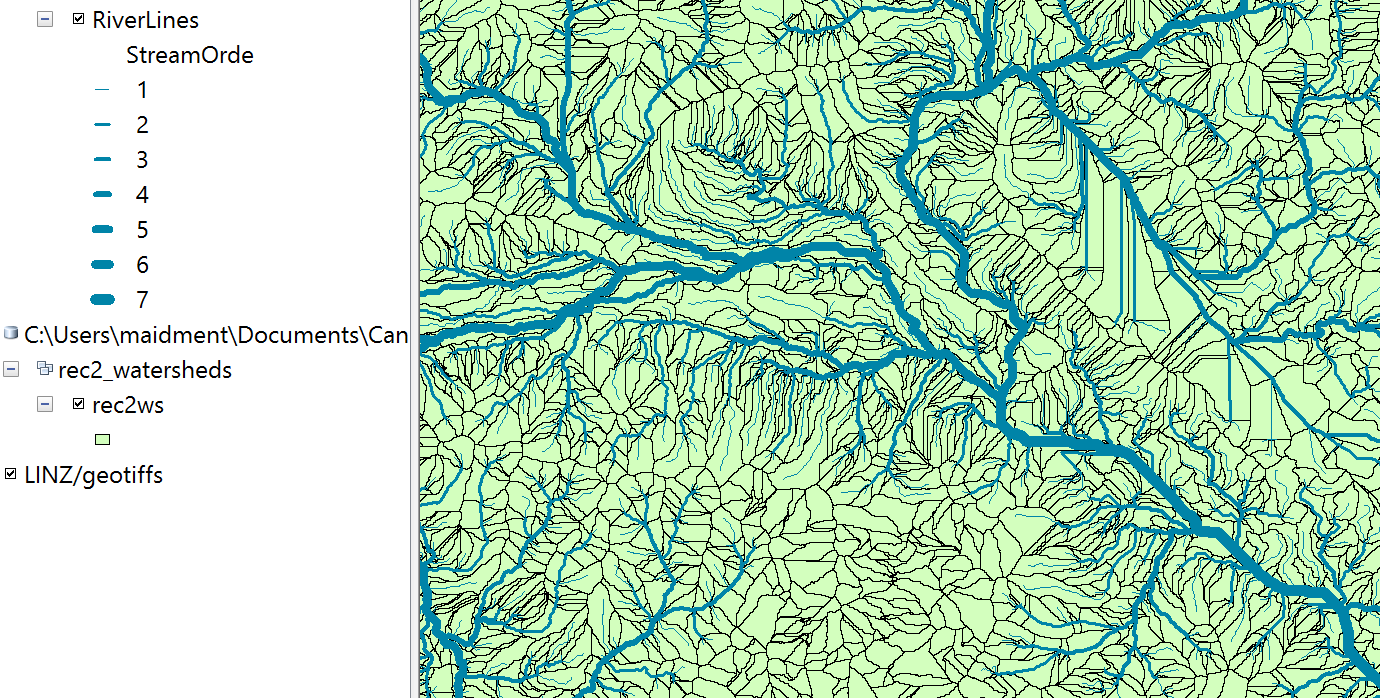 RiverLines
StreamOrde
1
2
3
4
5
6
7
C:\Users\maidment\Documents\Can
rec2_watersheds
rec2ws
LINZ/geotiffs